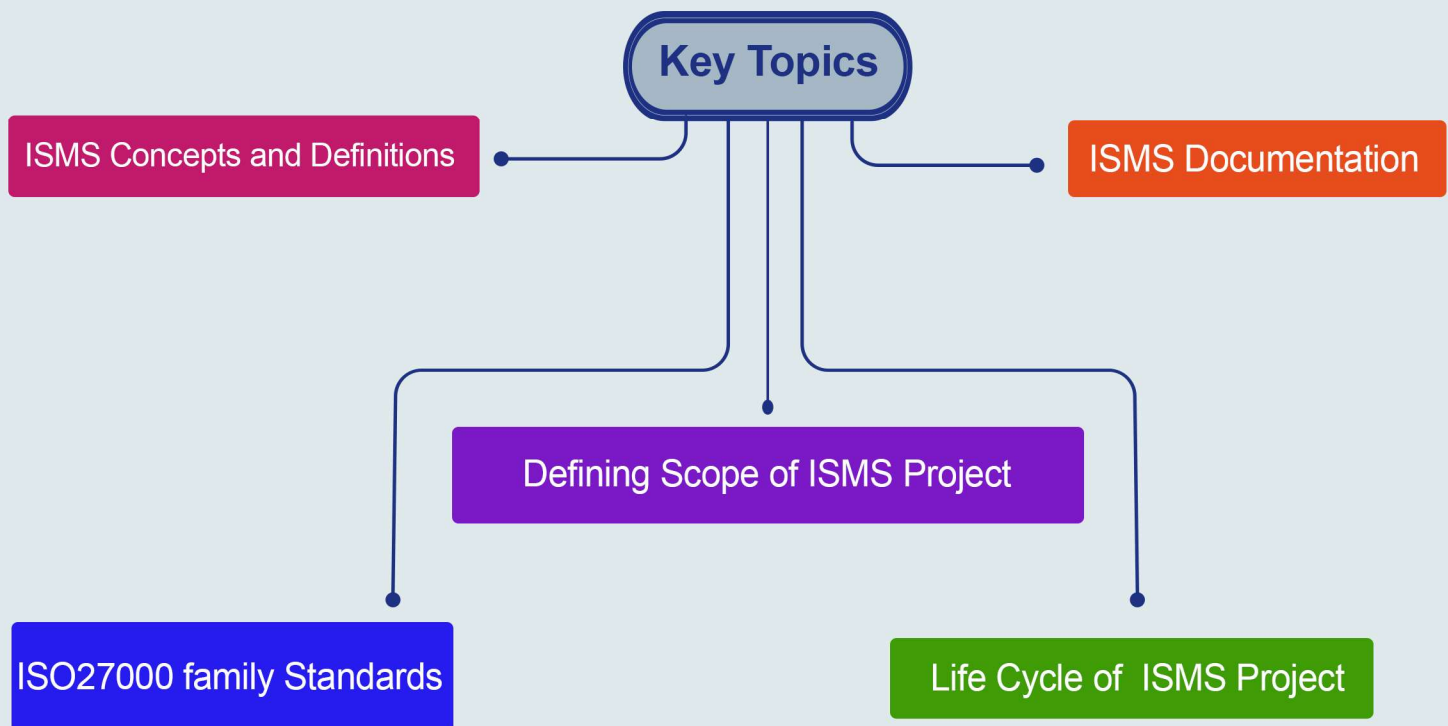 Key Topics
ISMS Concepts and Definitions
ISMS Documentation
Defining Scope of ISMS Project
ISO27000 family Standards
Life Cycle of ISMS Project